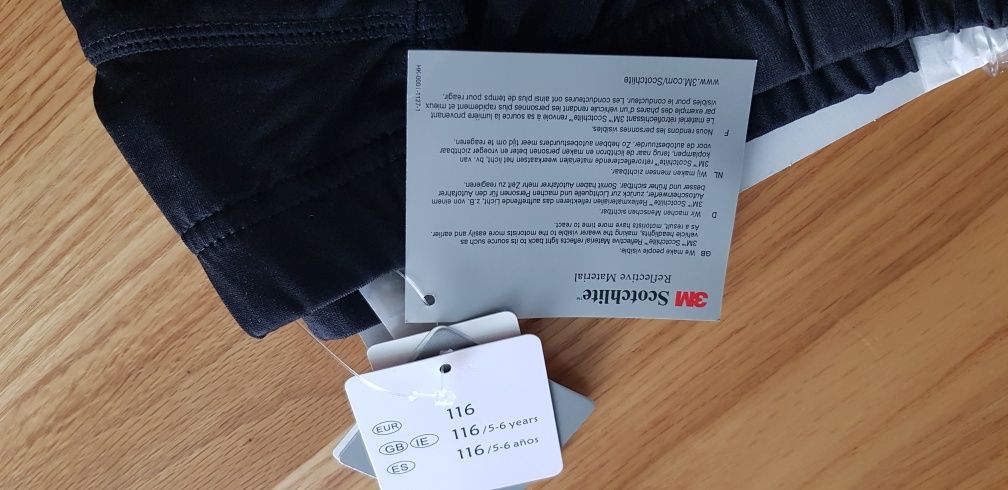 3M Scotchlite™
Reflective Material
GB We make people visible.
3M™ Scotchlite™ Reflective Material reflects light back to its source such as
vehicle headlights, making the wearer visible to the motorists more easily and earlier.
As a result, motorists have more time to react.
D Wir machen Menschen sichtbar.
3M™ Scotchlite™ Reflexmaterialien reflektieren das auftreffende Licht, z.B. von einem
Autoscheinwerfer, zurück zur Lichtquelle und machen Personen für den Autofahrer
besser und früher sichtbar. Somit haben Autofahrer mehr Zeit zu reagieren.
NL Wij maken mensen zichtbaar.
3M™ Scotchlite™ retroreflecterende materialen weerkaatsen het licht, bv. van
koplampen, terug naar de lichtbron en maken personen beter en vroeger zichtbaar
voor de autobestuurder. Zo hebben autobestuurders meer tijd om te reageren.
F Nous rendons les personnes visibles.
Le matériel rétroréfléchissant 3M™ Scotchlite™ renvoie à sa source la lumière provenant
par exemple des phares d'un véhicule rendant les personnes plus rapidement et mieux
visibles pour le conducteur. Les conducteurs ont ainsi plus de temps pour réagir.
www.3M.com/Scotchlite
HK-0001-1127-1
EUR 116
GB IE 116/5-6 years
ES 116/5-6 años